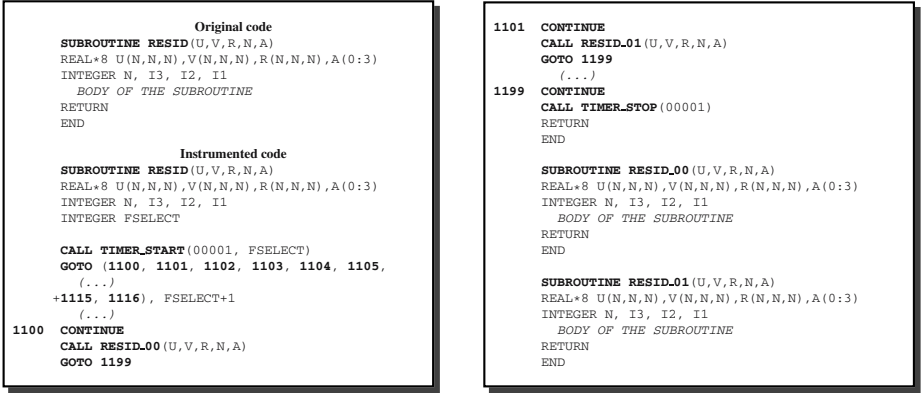 Original code
SUBROUTINE RESID(U,V,R,N,A)
REAL*8 U(N,N,N),V(N,N,N),R(N,N,N),A(0:3)
INTEGER N, I3, I2, I1
BODY OF THE SUBROUTINE
RETURN
END
Instrumented code
SUBROUTINE RESID(U,V,R,N,A)
REAL*8 U(N,N,N),V(N,N,N),R(N,N,N),A(0:3)
INTEGER N, I3, I2, I1
INTEGER FSELECT
CALL TIMER_START(00001, FSELECT)
GOTO (1100, 1101, 1102, 1103, 1104, 1105,
(...)
+1115, 1116), FSELECT+1
(...)
1100 CONTINUE
CALL RESID_00(U,V,R,N,A)
GOTO 1199
1101 CONTINUE
CALL RESID_01(U,V,R,N,A)
GOTO 1199
(...)
1199 CONTINUE
CALL TIMER_STOP(00001)
RETURN
END
SUBROUTINE RESID_00(U,V,R,N,A)
REAL*8 U(N,N,N),V(N,N,N),R(N,N,N),A(0:3)
INTEGER N, I3, I2, I1
BODY OF THE SUBROUTINE
RETURN
END
SUBROUTINE RESID_01(U,V,R,N,A)
REAL*8 U(N,N,N),V(N,N,N),R(N,N,N),A(0:3)
INTEGER N, I3, I2, I1
BODY OF THE SUBROUTINE
RETURN
END